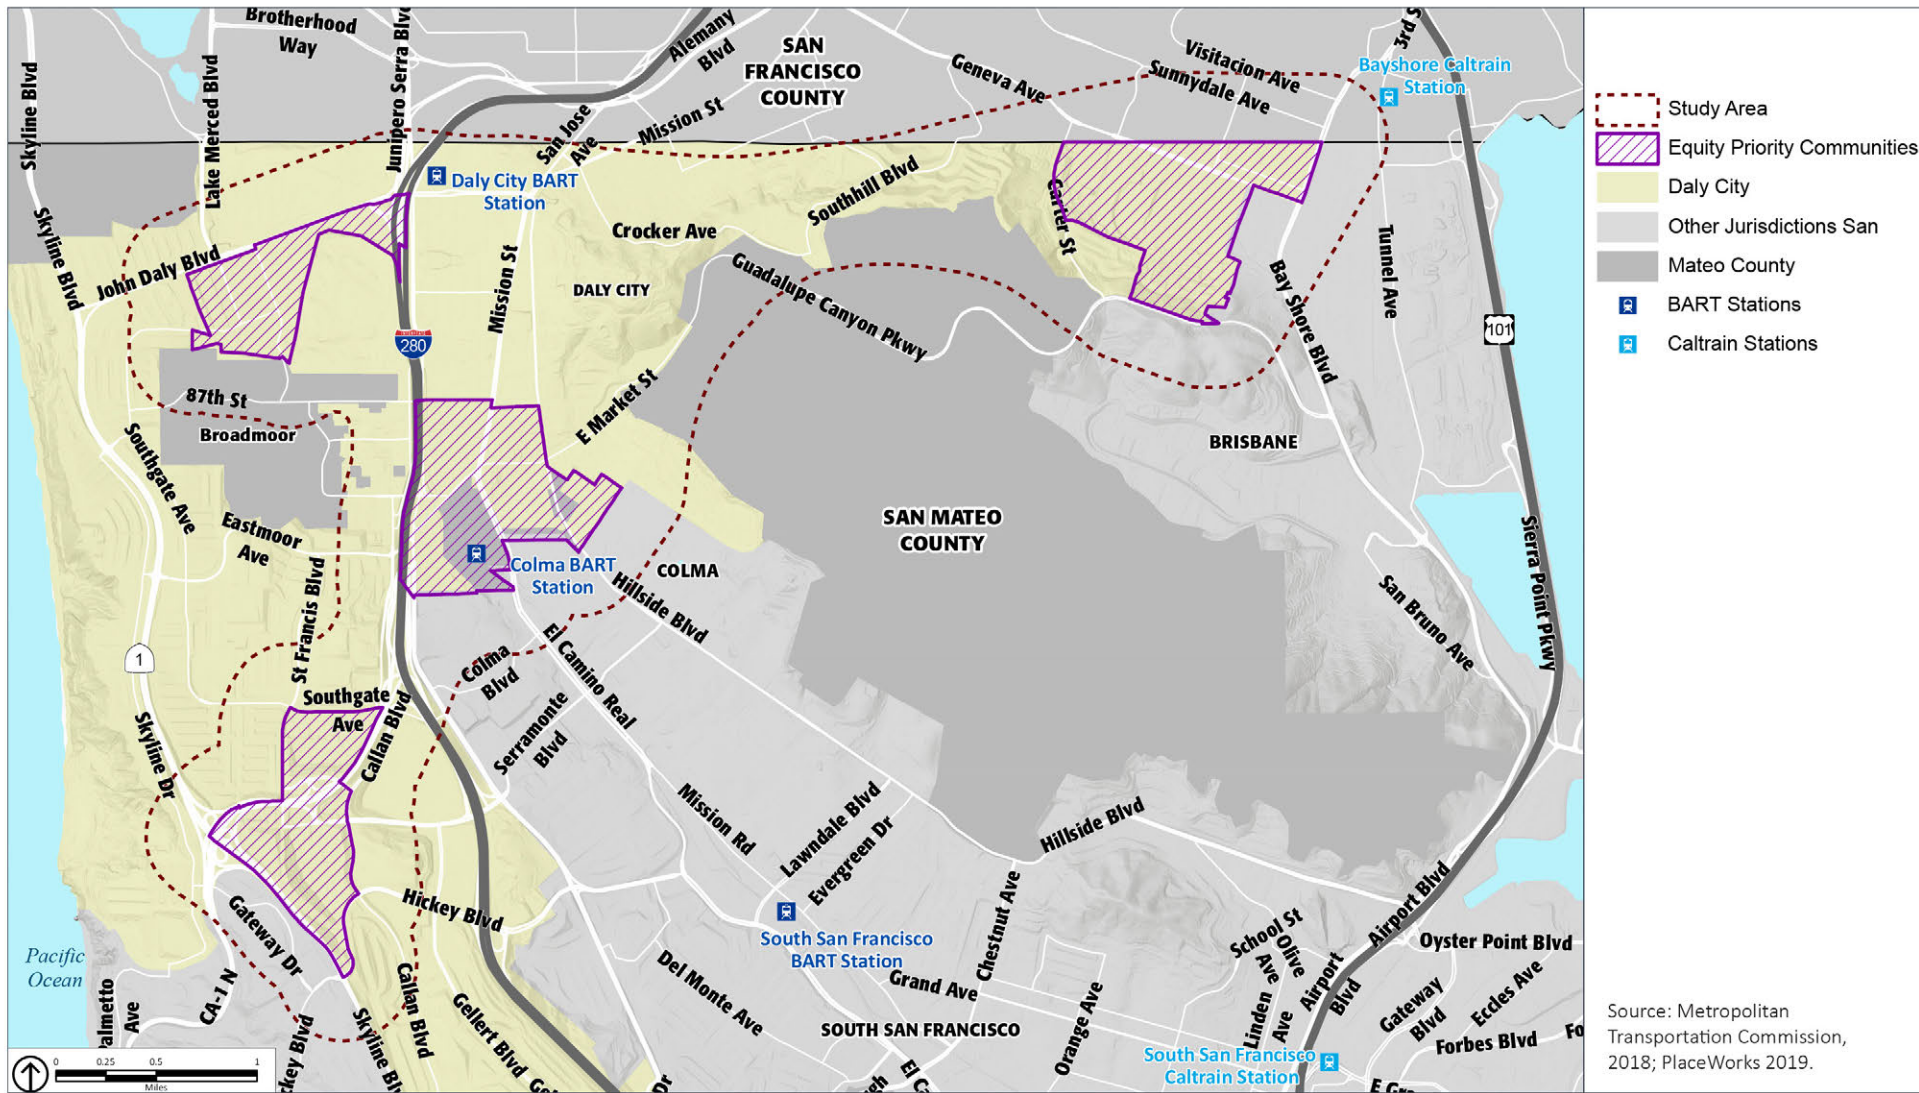 Brotherhood
Way
Skyline Blvd
Lake Merced Blvd
Junipero Serra Blvd
Alemany
Blvd
SAN
FRANCISCO
COUNTY
Geneva Ave
Visitacion Ave
Sunnydale Ave
3rd S
Bayshore Caltrain
Station
San Jose
Ave
Mission St
Daly City BART
Station
Skyline Blvd
John Daly Blvd
Crocker Ave
Southhill Blvd
Carter St
Tunnel Ave
Mission St
DALY CITY
Guadalupe Canyon Pkwy
Bay Shore Blvd
280
101
87th St
Broadmoor
E Market St
BRISBANE
Southgate Ave
Eastmoor
Ave
SAN MATEO
COUNTY
Sierra Point Pkwy
Colma BART
Station
COLMA
Hillside Blvd
St Francis Blvd
San Bruno Ave
1
Colma
Blvd
El Camino Real
Southgate
Ave
Callan Blvd
Serramonte
Blvd
Skyline Dr
Mission Rd
Lawndale Blvd
Evergreen Dr
Hillside Blvd
Hickey Blvd
Gateway Dr
Chestnut Ave
Airport Blvd
School St
Olive
Ave
Oyster Point Blvd
South San Francisco
BART Station
Pacific
Ocean
Palmetto
Ave
CA-1 N
Callan Blvd
Gellert Blvd
Del Monte Ave
Grand Ave
Orange Ave
Linden
Ave
Airport
Blvd
Gateway
Blvd
Eccles Ave
Forbes Blvd
Fo
SOUTH SAN FRANCISCO
South San Francisco
Caltrain Station
ckey Blvd
Skyline Blv
Ge
Dr
gh
El Ca
E Gra
0
0.25
0.5
1
Miles
Study Area
Equity Priority Communities
Daly City
Other Jurisdictions San
Mateo County
BART Stations
Caltrain Stations
Source: Metropolitan
Transportation Commission,
2018; PlaceWorks 2019.